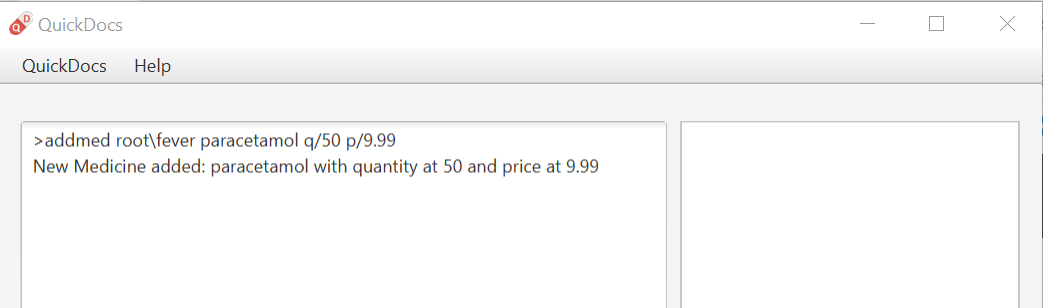 QD QuickDocs
QuickDocs Help
>addmed root\fever paracetamol q/50 p/9.99
New Medicine added: paracetamol with quantity at 50 and price at 9.99